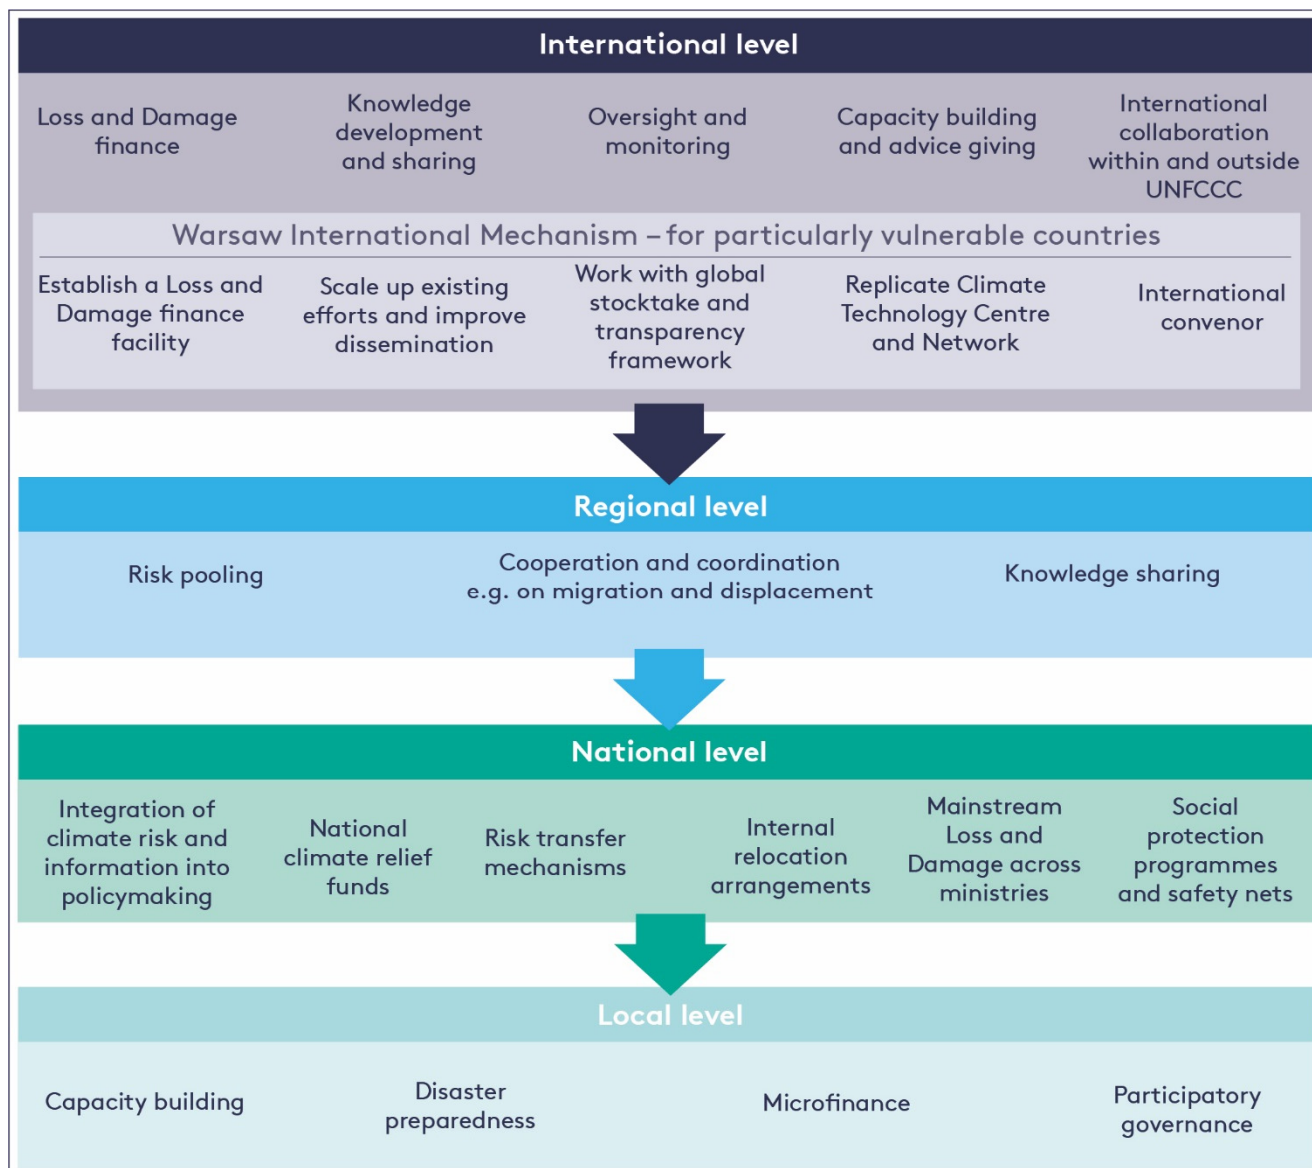 International level
Loss and Damage
finance
Knowledge
development
and sharing
Oversight and
monitoring
Capacity building
and advice giving
International
collaboration
within and outside
UNFCCC
Warsaw International Mechanism – for particularly vulnerable countries
Establish a Loss and
Damage finance
facility
Scale up existing
efforts and improve
dissemination
Work with global
stocktake and
transparency
framework
Replicate Climate
Technology Centre
and Network
International
convenor
Regional level
Risk pooling
Cooperation and coordination
e.g. on migration and displacement
Knowledge sharing
National level
Integration of
climate risk and
information into
policymaking
National
climate relief
funds
Risk transfer
mechanisms
Internal
relocation
arrangements
Mainstream
Loss and
Damage across
ministries
Social
protection
programmes
and safety nets
Local level
Capacity building
Disaster
preparedness
Microfinance
Participatory
governance